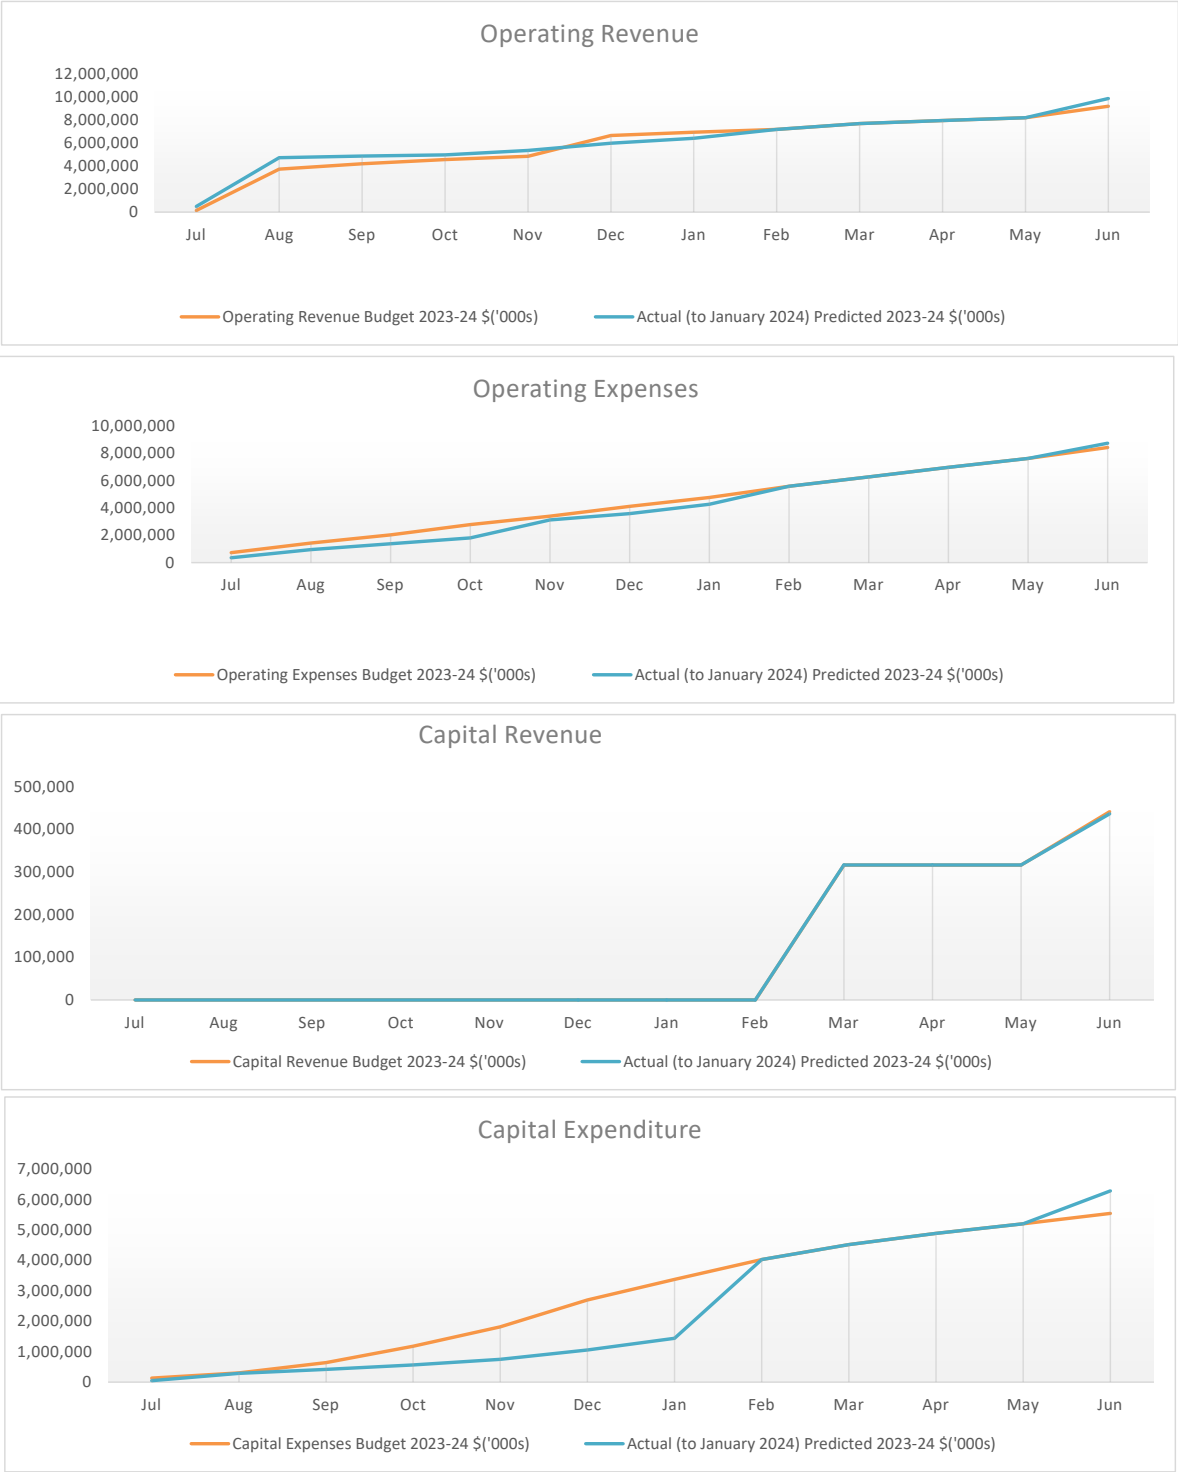 Operating Revenue
12,000,000
10,000,000
8,000,000
6,000,000
4,000,000
2,000,000
0
Jul Aug Sep Oct Nov Dec Jan Feb Mar Apr May Jun
Operating Revenue Budget 2023-24 $('000s) Actual (to January 2024) Predicted 2023-24 $('000s)
Operating Expenses
10,000,000
8,000,000
6,000,000
4,000,000
2,000,000
0
Jul Aug Sep Oct Nov Dec Jan Feb Mar Apr May Jun
Operating Expenses Budget 2023-24 $('000s) Actual (to January 2024) Predicted 2023-24 $('000s)
Capital Revenue
500,000
400,000
300,000
200,000
100,000
0
Jul Aug Sep Oct Nov Dec Jan Feb Mar Apr May Jun
Capital Revenue Budget 2023-24 $('000s) Actual (to January 2024) Predicted 2023-24 $('000s)
Capital Expenditure
7,000,000
6,000,000
5,000,000
4,000,000
3,000,000
2,000,000
1,000,000
0
Jul Aug Sep Oct Nov Dec Jan Feb Mar Apr May Jun
Capital Expenses Budget 2023-24 $('000s) Actual (to January 2024) Predicted 2023-24 $('000s)